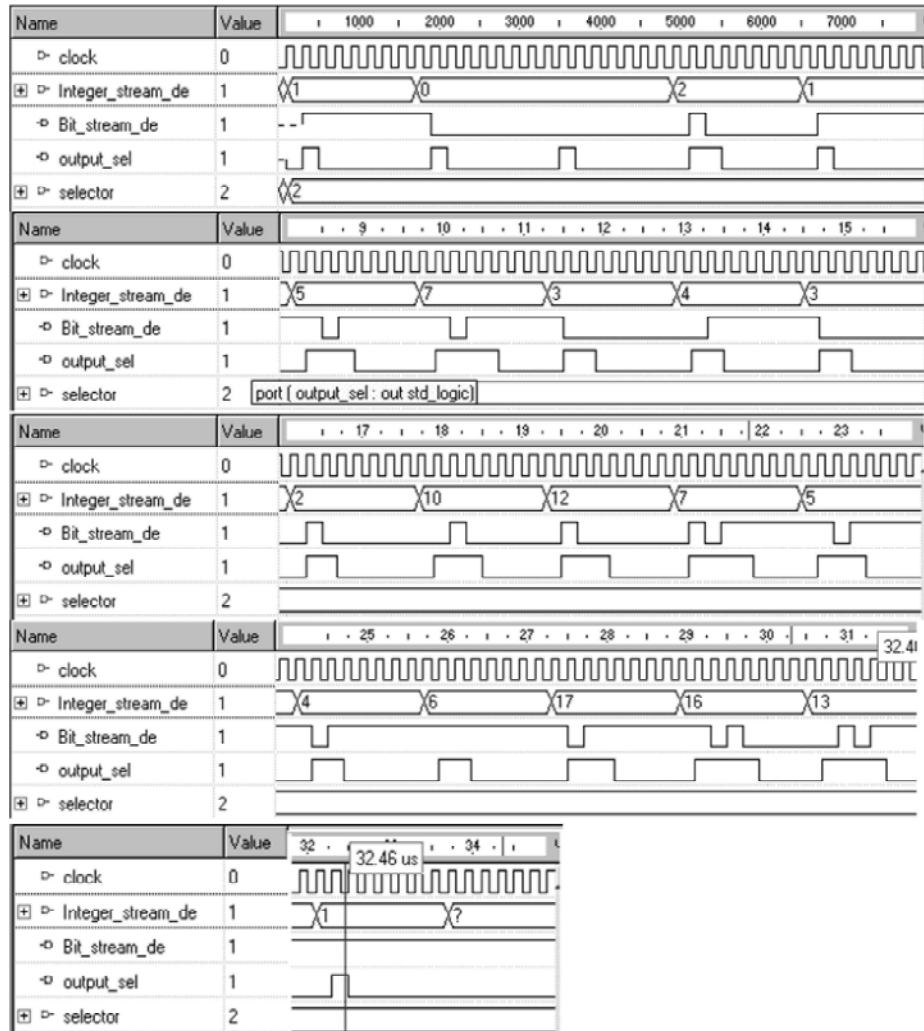 Name Value 1000 2000 3000 4000 5000 6000 7000
clock 0
Integer_stream_de 1 1 0 2 1
Bit_stream_de 1
output_sel 1
selector 2 2
Name Value 9 10 11 12 13 14 15
clock 0
Integer_stream_de 1 5 7 3 4 3
Bit_stream_de 1
output_sel 1
selector 2 port ( output_sel : out std_logic)
Name Value 17 18 19 20 21 22 23
clock 0
Integer_stream_de 1 2 10 12 7 5
Bit_stream_de 1
output_sel 1
selector 2
Name Value 25 26 27 28 29 30 31 32.4
clock 0
Integer_stream_de 1 4 6 17 16 13
Bit_stream_de 1
output_sel 1
selector 2
Name Value 32 34
32.46 us
clock 0
Integer_stream_de 1 1 ?
Bit_stream_de 1
output_sel 1
selector 2